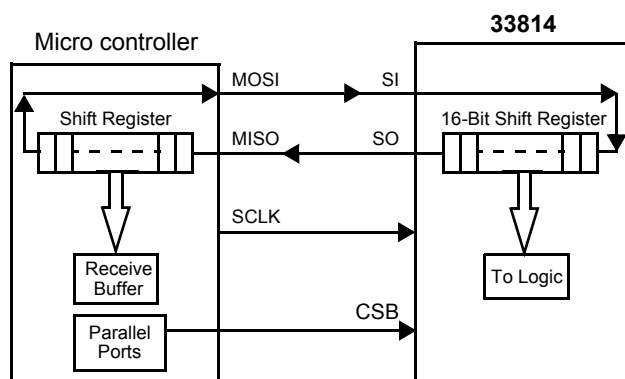 33814
Micro controller
MOSI
SI
Shift Register
16-Bit Shift Register
MISO
SO
SCLK
Receive
Buffer
To Logic
CSB
Parallel
Ports